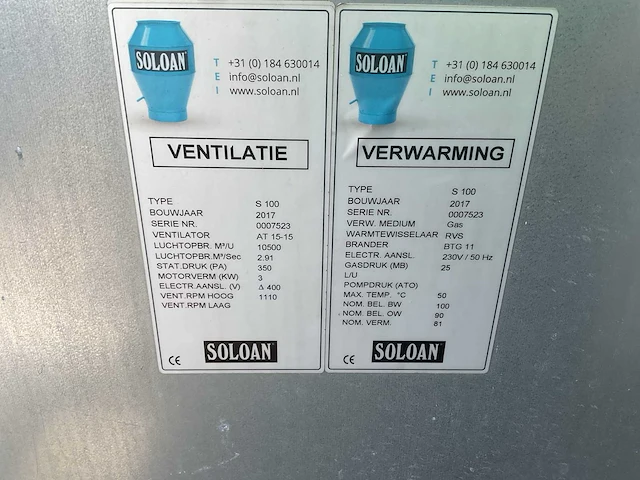 SOLOAN
T +31 (0) 184 630014
E info@soloan.nl
I www.soloan.nl
VENTILATIE
TYPE S 100
BOUWJAAR 2017
SERIE NR. 0007523
VENTILATOR AT 15-15
LUCHTOPBR. M³/U 10500
LUCHTOPBR.M³/Sec 2.91
STAT.DRUK (PA) 350
MOTORVERM (KW) 3
ELECTR.AANSL. (V) Δ 400
VENT.RPM HOOG 1110
VENT.RPM LAAG
CE SOLOAN
SOLOAN
T +31 (0) 184 630014
E info@soloan.nl
I www.soloan.nl
VERWARMING
TYPE S 100
BOUWJAAR 2017
SERIE NR. 0007523
VERW. MEDIUM Gas
WARMTEWISSELAAR RVS
BRANDER BTG 11
ELECTR. AANSL. 230V / 50 Hz
GASDRUK (MB) 25
L/U
POMPDRUK (ATO)
MAX. TEMP. °C 50
NOM. BEL. BW 100
NOM. BEL. OW 90
NOM. VERM. 81
CE SOLOAN